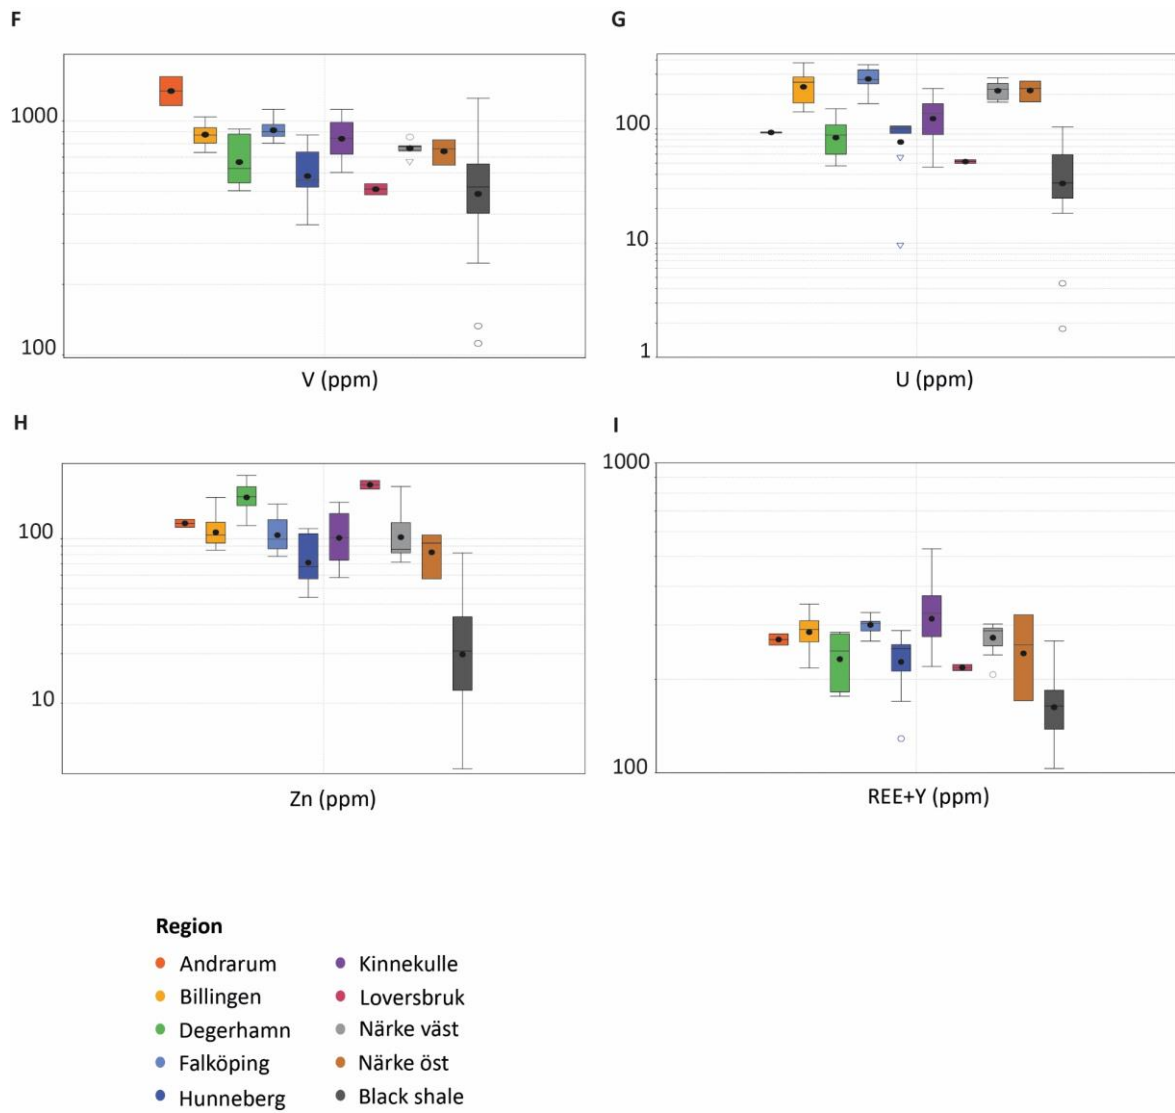 F
1000
100
V (ppm)
G
100
10
1
U (ppm)
H
100
10
Zn (ppm)
I
1000
100
REE+Y (ppm)
Region
Andrarum
Billingen
Degerhamn
Falköping
Hunneberg
Kinnekulle
Loversbruk
Närke väst
Närke öst
Black shale